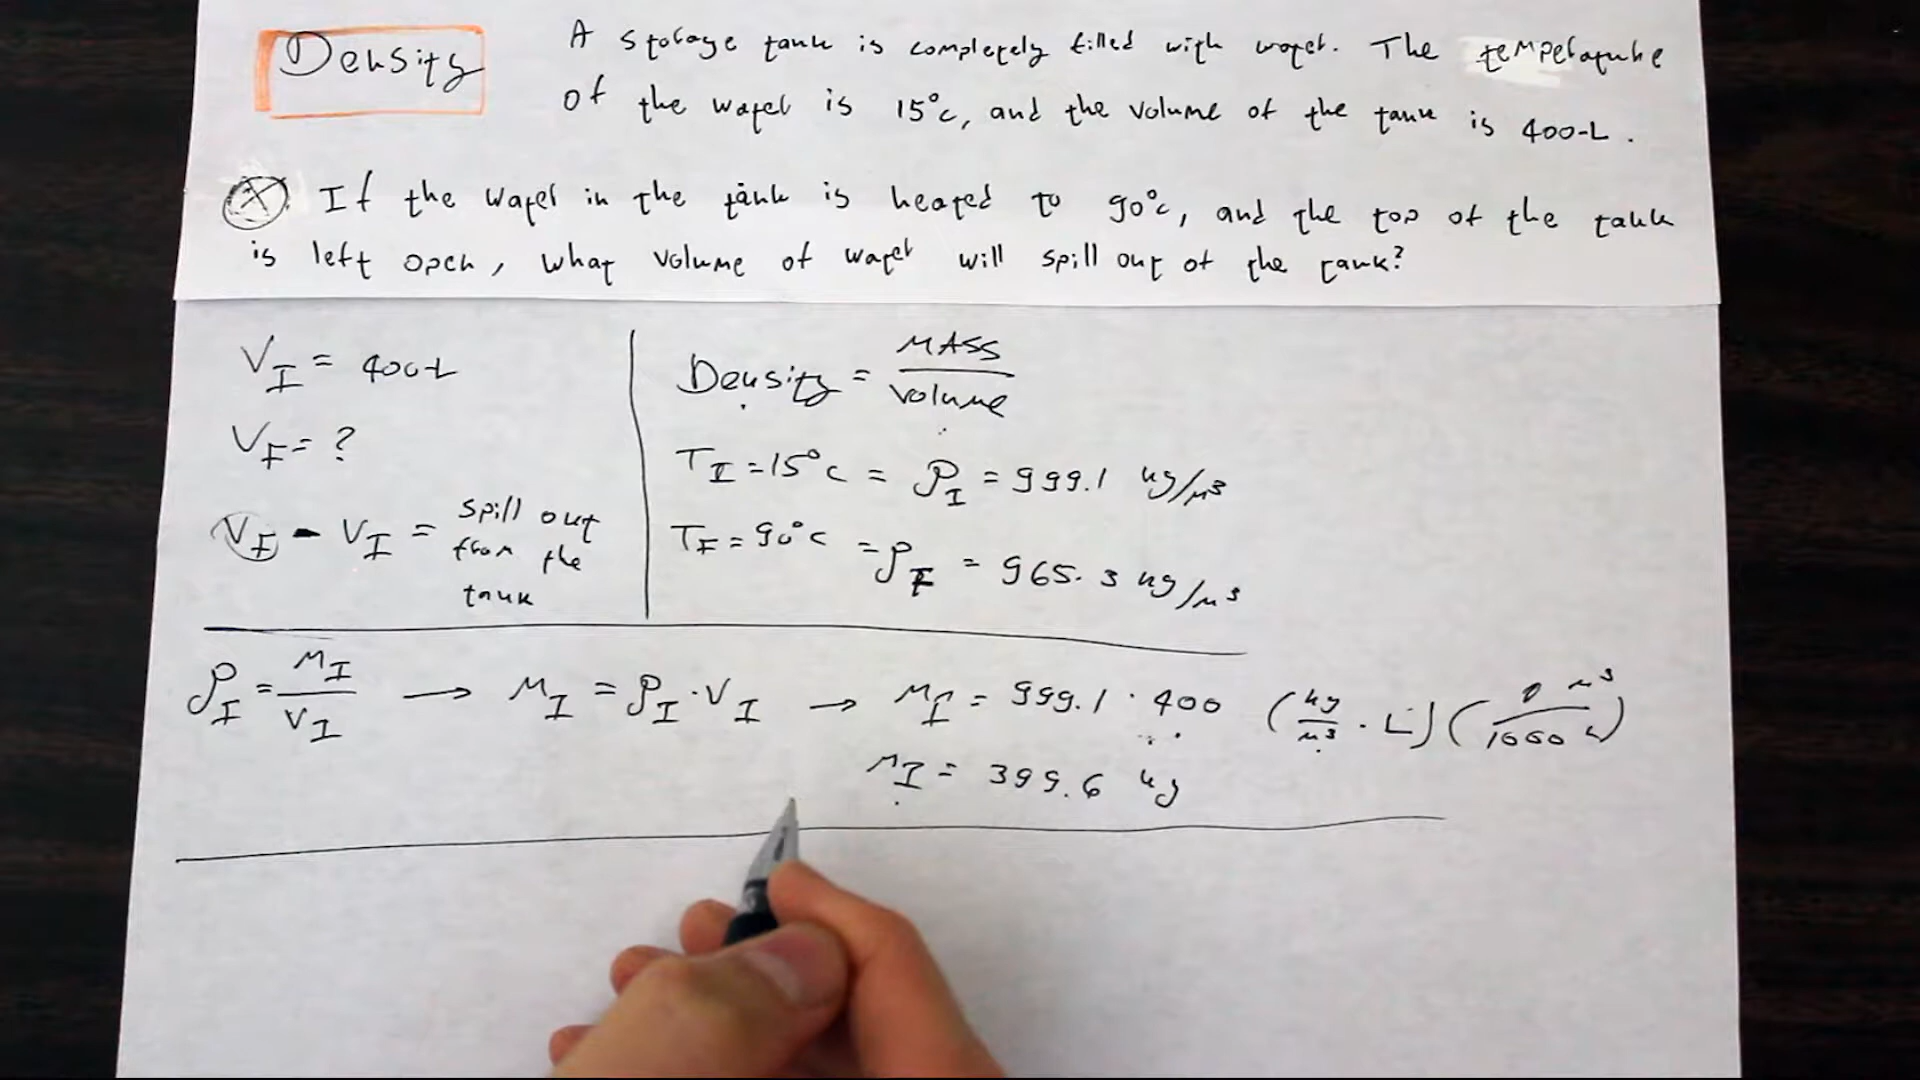 Density
A storage tank is completely filled with water. The temperature
of the water is 15°C, and the volume of the tank is 400-L.
X If the water in the tank is heated to 90°C, and the top of the tank
is left open, what volume of water will spill out of the tank?
V_I = 400-L
V_F = ?
V_F - V_I = spill out
from the
tank
Density = MASS / volume
T_I = 15°C = ρ_I = 999.1 kg/m³
T_F = 90°C = ρ_F = 965.3 kg/m³
ρ_I = M_I / V_I → M_I = ρ_I · V_I → M_I = 999.1 · 400 (kg/m³ · L) (m³ / 1000 L)
M_I = 399.6 kg